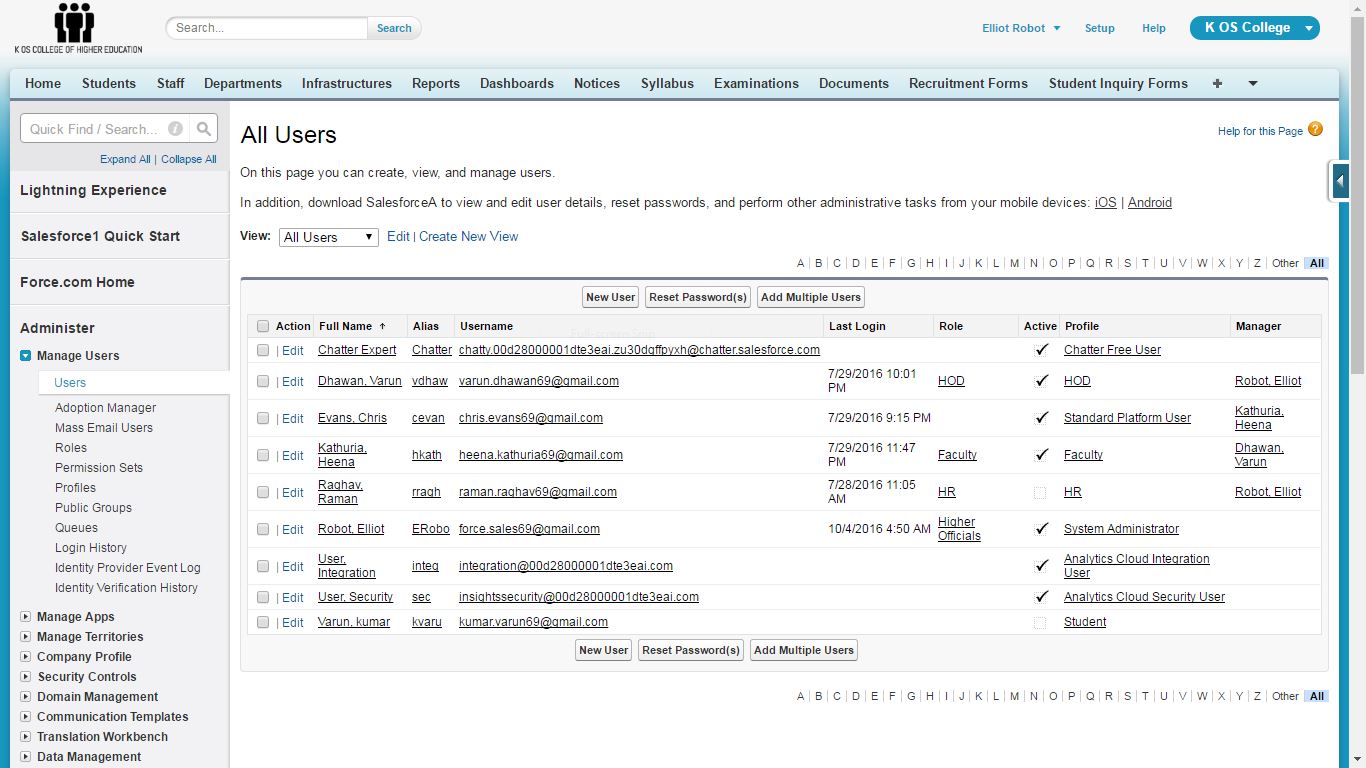 K OS COLLEGE OF HIGHER EDUCATION
Search... Search
Elliot Robot Setup Help K OS College
Home Students Staff Departments Infrastructures Reports Dashboards Notices Syllabus Examinations Documents Recruitment Forms Student Inquiry Forms +
Quick Find / Search... i
Expand All | Collapse All
Lightning Experience
Salesforce1 Quick Start
Force.com Home
Administer
Manage Users
Users
Adoption Manager
Mass Email Users
Roles
Permission Sets
Profiles
Public Groups
Queues
Login History
Identity Provider Event Log
Identity Verification History
Manage Apps
Manage Territories
Company Profile
Security Controls
Domain Management
Communication Templates
Translation Workbench
Data Management
All Users
Help for this Page ?
On this page you can create, view, and manage users.
In addition, download SalesforceA to view and edit user details, reset passwords, and perform other administrative tasks from your mobile devices: iOS | Android
View: All Users Edit | Create New View
A | B | C | D | E | F | G | H | I | J | K | L | M | N | O | P | Q | R | S | T | U | V | W | X | Y | Z | Other All
New User Reset Password(s) Add Multiple Users
Action Full Name ↑ Alias Username Last Login Role Active Profile Manager
| Edit Chatter Expert Chatter chatty.00d28000001dte3eai.zu30dgffpyxh@chatter.salesforce.com ✓ Chatter Free User
| Edit Dhawan, Varun vdhaw varun.dhawan69@gmail.com 7/29/2016 10:01 PM HOD ✓ HOD Robot, Elliot
| Edit Evans, Chris cevan chris.evans69@gmail.com 7/29/2016 9:15 PM ✓ Standard Platform User Kathuria, Heena
| Edit Kathuria, Heena hkath heena.kathuria69@gmail.com 7/29/2016 11:47 PM Faculty ✓ Faculty Dhawan, Varun
| Edit Raghav, Raman rragh raman.raghav69@gmail.com 7/28/2016 11:05 AM HR HR Robot, Elliot
| Edit Robot, Elliot ERobo force.sales69@gmail.com 10/4/2016 4:50 AM Higher Officials ✓ System Administrator
| Edit User, Integration integ integration@00d28000001dte3eai.com ✓ Analytics Cloud Integration User
| Edit User, Security sec insightssecurity@00d28000001dte3eai.com ✓ Analytics Cloud Security User
| Edit Varun, kumar kvaru kumar.varun69@gmail.com Student
New User Reset Password(s) Add Multiple Users
A | B | C | D | E | F | G | H | I | J | K | L | M | N | O | P | Q | R | S | T | U | V | W | X | Y | Z | Other All